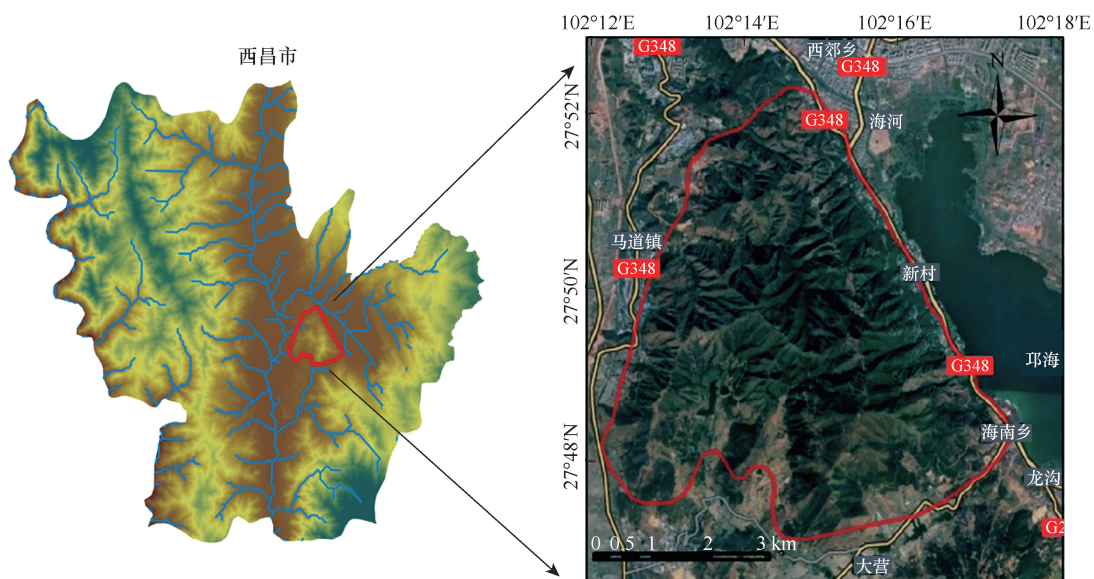 西昌市
102°12′E
102°14′E
102°16′E
102°18′E
27°52′N
27°50′N
27°48′N
G348
西郊乡
G348
N
G348
海河
马道镇
G348
新村
G348
邛海
海南乡
龙沟
G2
0 0.5 1 2 3 km
大营